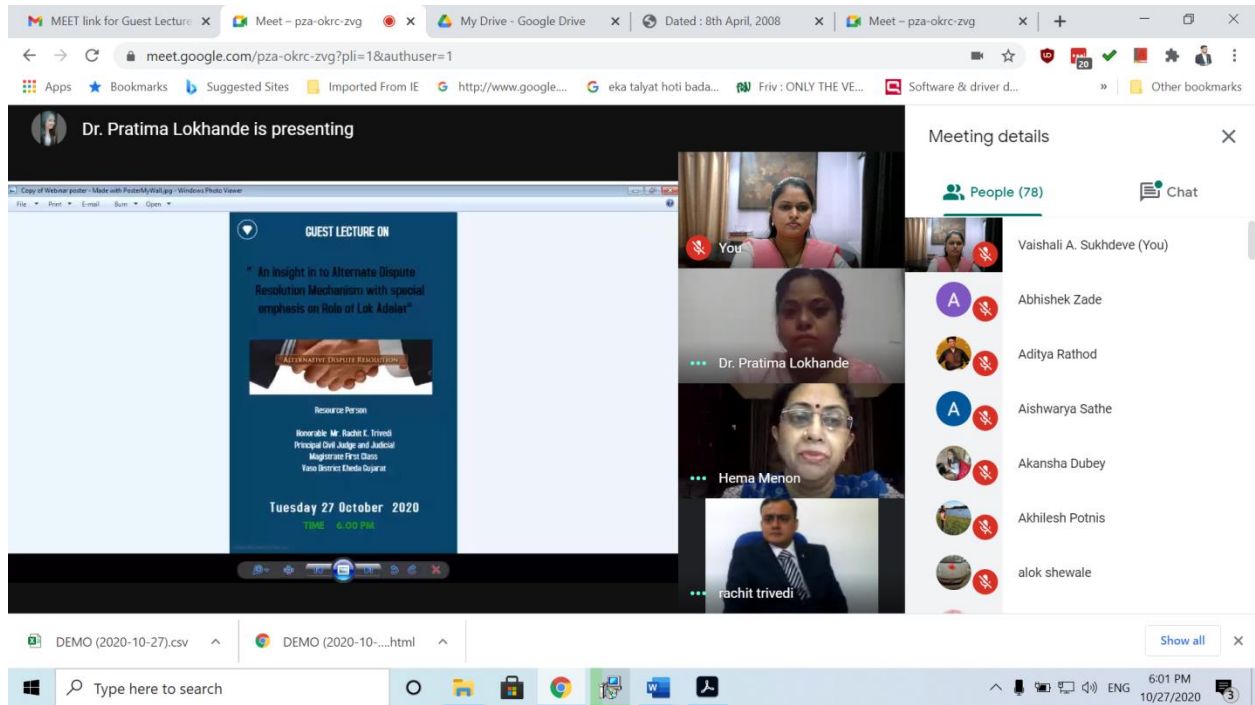 MEET link for Guest Lecture
Meet – pza-okrc-zvg
My Drive - Google Drive
Dated : 8th April, 2008
Meet – pza-okrc-zvg
meet.google.com/pza-okrc-zvg?pli=1&authuser=1
20
Apps
Bookmarks
Suggested Sites
Imported From IE
http://www.google....
eka talyat hoti bada...
Friv : ONLY THE VE...
Software & driver d...
»
Other bookmarks
Dr. Pratima Lokhande is presenting
Copy of Webinar poster - Made with PosterMyWall.jpg - Windows Photo Viewer
File Print E-mail Burn Open
GUEST LECTURE ON
" An insight in to Alternate Dispute
Resolution Mechanism with special
emphasis on Role of Lok Adalat"
ALTERNATIVE DISPUTE RESOLUTION
Resource Person
Honorable Mr. Rachit K. Trivedi
Principal Civil Judge and Judicial
Magistrate First Class
Vaso District Kheda Gujarat
Tuesday 27 October 2020
TIME 6.00 PM
You
Dr. Pratima Lokhande
Hema Menon
rachit trivedi
Meeting details
People (78)
Chat
Vaishali A. Sukhdeve (You)
A
Abhishek Zade
Aditya Rathod
A
Aishwarya Sathe
Akansha Dubey
Akhilesh Potnis
alok shewale
DEMO (2020-10-27).csv
DEMO (2020-10-....html
Show all
Type here to search
ENG
6:01 PM
10/27/2020
3